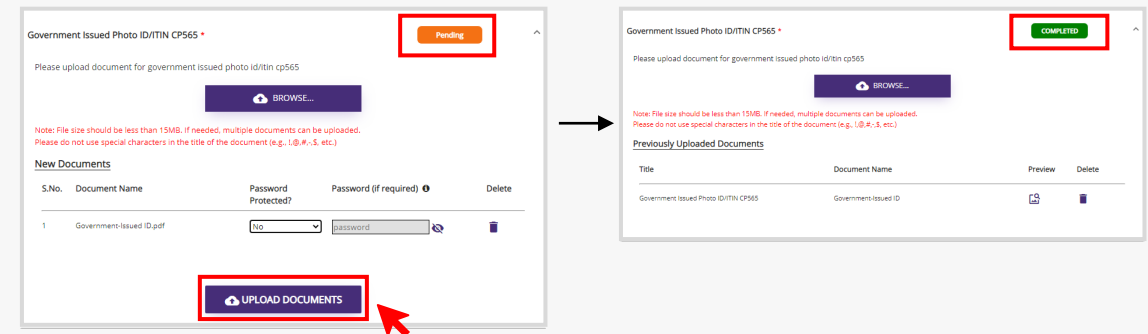 Government Issued Photo ID/ITIN CP565 *
Pending
Please upload document for government issued photo id/itin cp565
BROWSE...
Note: File size should be less than 15MB. If needed, multiple documents can be uploaded.
Please do not use special characters in the title of the document (e.g., !,@,#,-,$, etc.)
New Documents
S.No. Document Name Password Protected? Password (if required) Delete
1 Government-Issued ID.pdf No password
UPLOAD DOCUMENTS
Government Issued Photo ID/ITIN CP565 *
COMPLETED
Please upload document for government issued photo id/itin cp565
BROWSE...
Note: File size should be less than 15MB. If needed, multiple documents can be uploaded.
Please do not use special characters in the title of the document (e.g., !,@,#,-,$, etc.)
Previously Uploaded Documents
Title Document Name Preview Delete
Government Issued Photo ID/ITIN CP565 Government-Issued ID